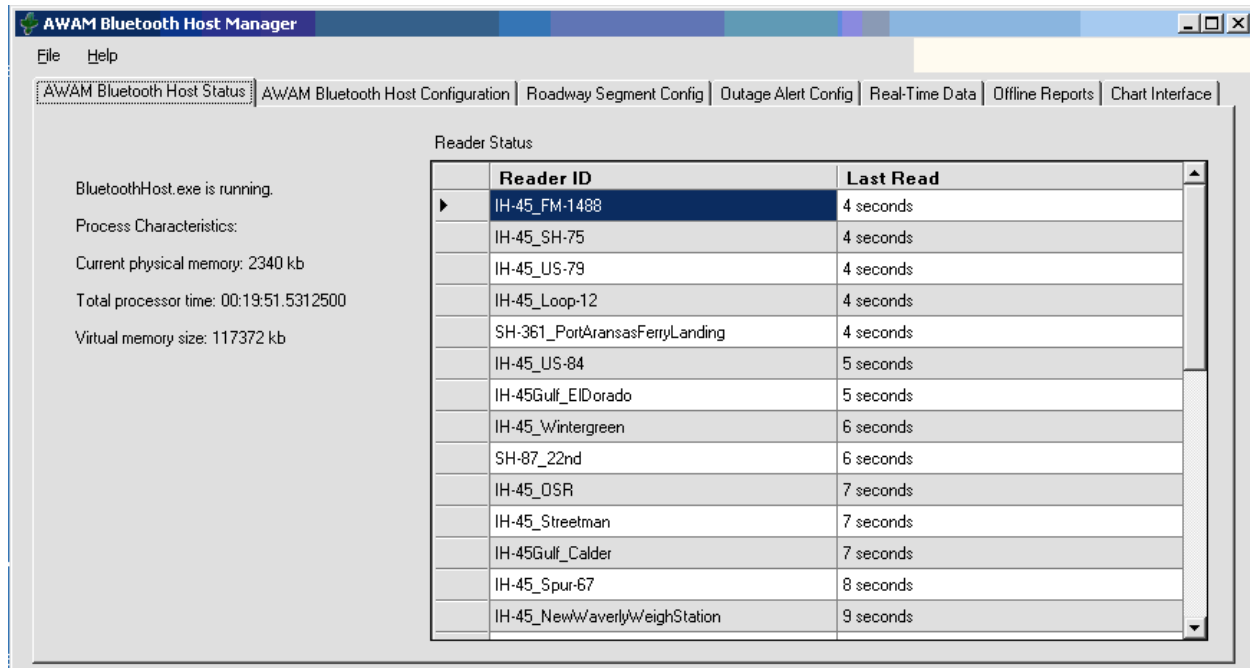 AWAM Bluetooth Host Manager
File Help
AWAM Bluetooth Host Status AWAM Bluetooth Host Configuration Roadway Segment Config Outage Alert Config Real-Time Data Offline Reports Chart Interface
BluetoothHost.exe is running.
Process Characteristics:
Current physical memory: 2340 kb
Total processor time: 00:19:51.5312500
Virtual memory size: 117372 kb
Reader Status
Reader ID Last Read
IH-45_FM-1488 4 seconds
IH-45_SH-75 4 seconds
IH-45_US-79 4 seconds
IH-45_Loop-12 4 seconds
SH-361_PortAransasFerryLanding 4 seconds
IH-45_US-84 5 seconds
IH-45Gulf_ElDorado 5 seconds
IH-45_Wintergreen 6 seconds
SH-87_22nd 6 seconds
IH-45_OSR 7 seconds
IH-45_Streetman 7 seconds
IH-45Gulf_Calder 7 seconds
IH-45_Spur-67 8 seconds
IH-45_NewWaverlyWeighStation 9 seconds